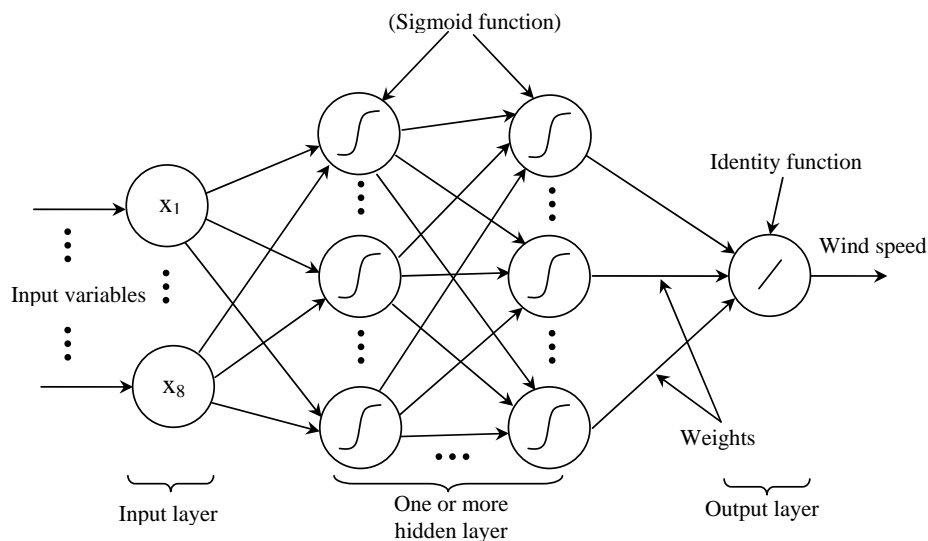 (Sigmoid function)
Identity function
x1
Wind speed
Input variables
x8
Weights
Input layer
One or more
hidden layer
Output layer